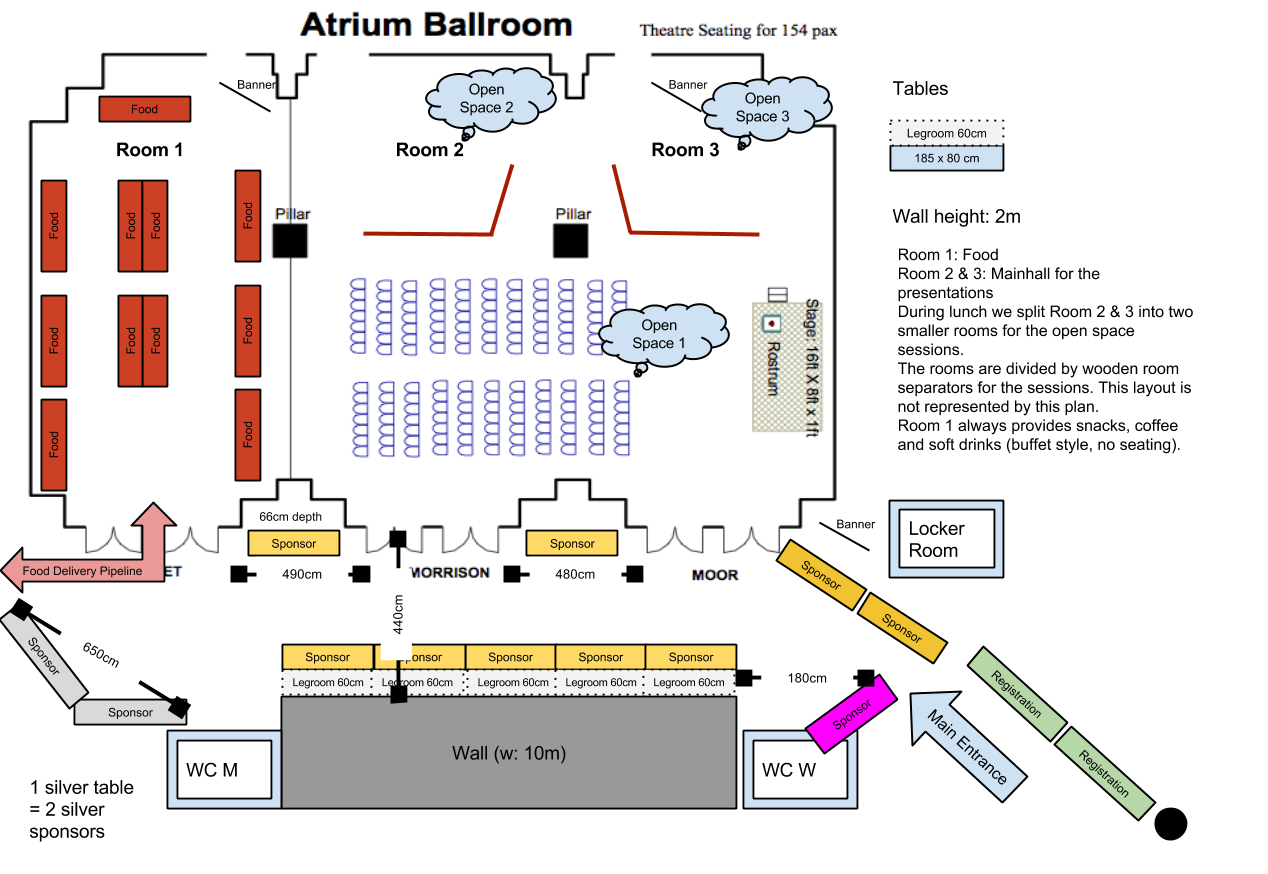 Atrium Ballroom
Theatre Seating for 154 pax
Banner
Open
Space 2
Banner
Open
Space 3
Tables
Legroom 60cm
185 x 80 cm
Food
Room 1
Room 2
Room 3
Food
Food
Food
Food
Pillar
Pillar
Wall height: 2m
Room 1: Food
Room 2 & 3: Mainhall for the
presentations
During lunch we split Room 2 & 3 into two
smaller rooms for the open space
sessions.
The rooms are divided by wooden room
separators for the sessions. This layout is
not represented by this plan.
Room 1 always provides snacks, coffee
and soft drinks (buffet style, no seating).
Food
Food
Food
Food
Open
Space 1
Stage: 16ft X 8ft x 1ft
Rostrum
Food
Food
66cm depth
Sponsor
Sponsor
Banner
Locker
Room
Food Delivery Pipeline
ET
490cm
MORRISON
480cm
MOOR
Sponsor
Sponsor
440cm
650cm
Sponsor
Sponsor
Sponsor
Sponsor
Sponsor
Sponsor
Sponsor
Legroom 60cm
Legroom 60cm
Legroom 60cm
Legroom 60cm
Legroom 60cm
180cm
Sponsor
Registration
Registration
Main Entrance
WC M
Wall (w: 10m)
WC W
1 silver table
= 2 silver
sponsors